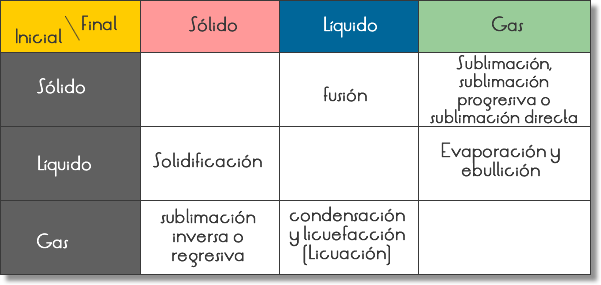 Inicial \ Final
Sólido
Líquido
Gas
Sólido
fusión
Sublimación,
sublimación
progresiva o
sublimación directa
Líquido
Solidificación
Evaporación y
ebullición
Gas
sublimación
inversa o
regresiva
condensación
y licuefacción
(Licuación)